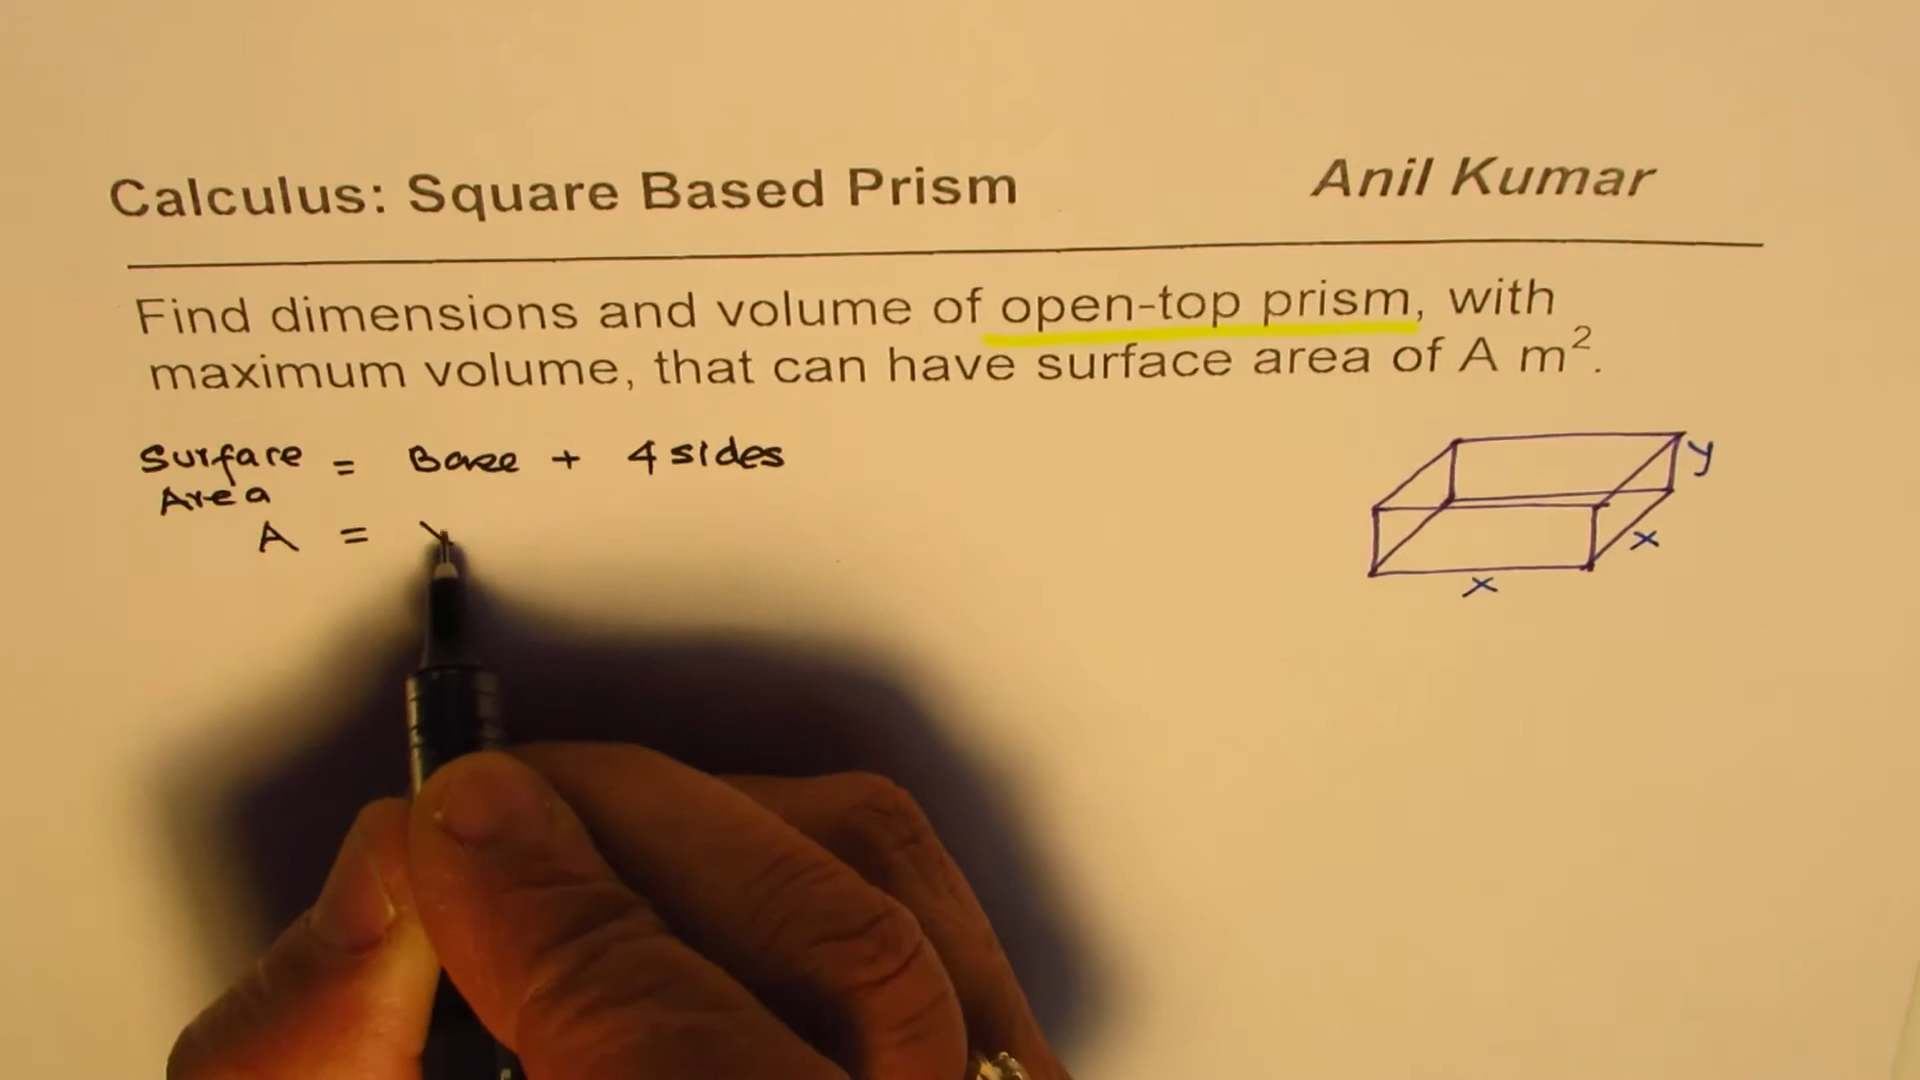 Calculus: Square Based Prism Anil Kumar
Find dimensions and volume of open-top prism, with
maximum volume, that can have surface area of A m².
Surface = Base + 4 sides
Area
A =
y
x
x